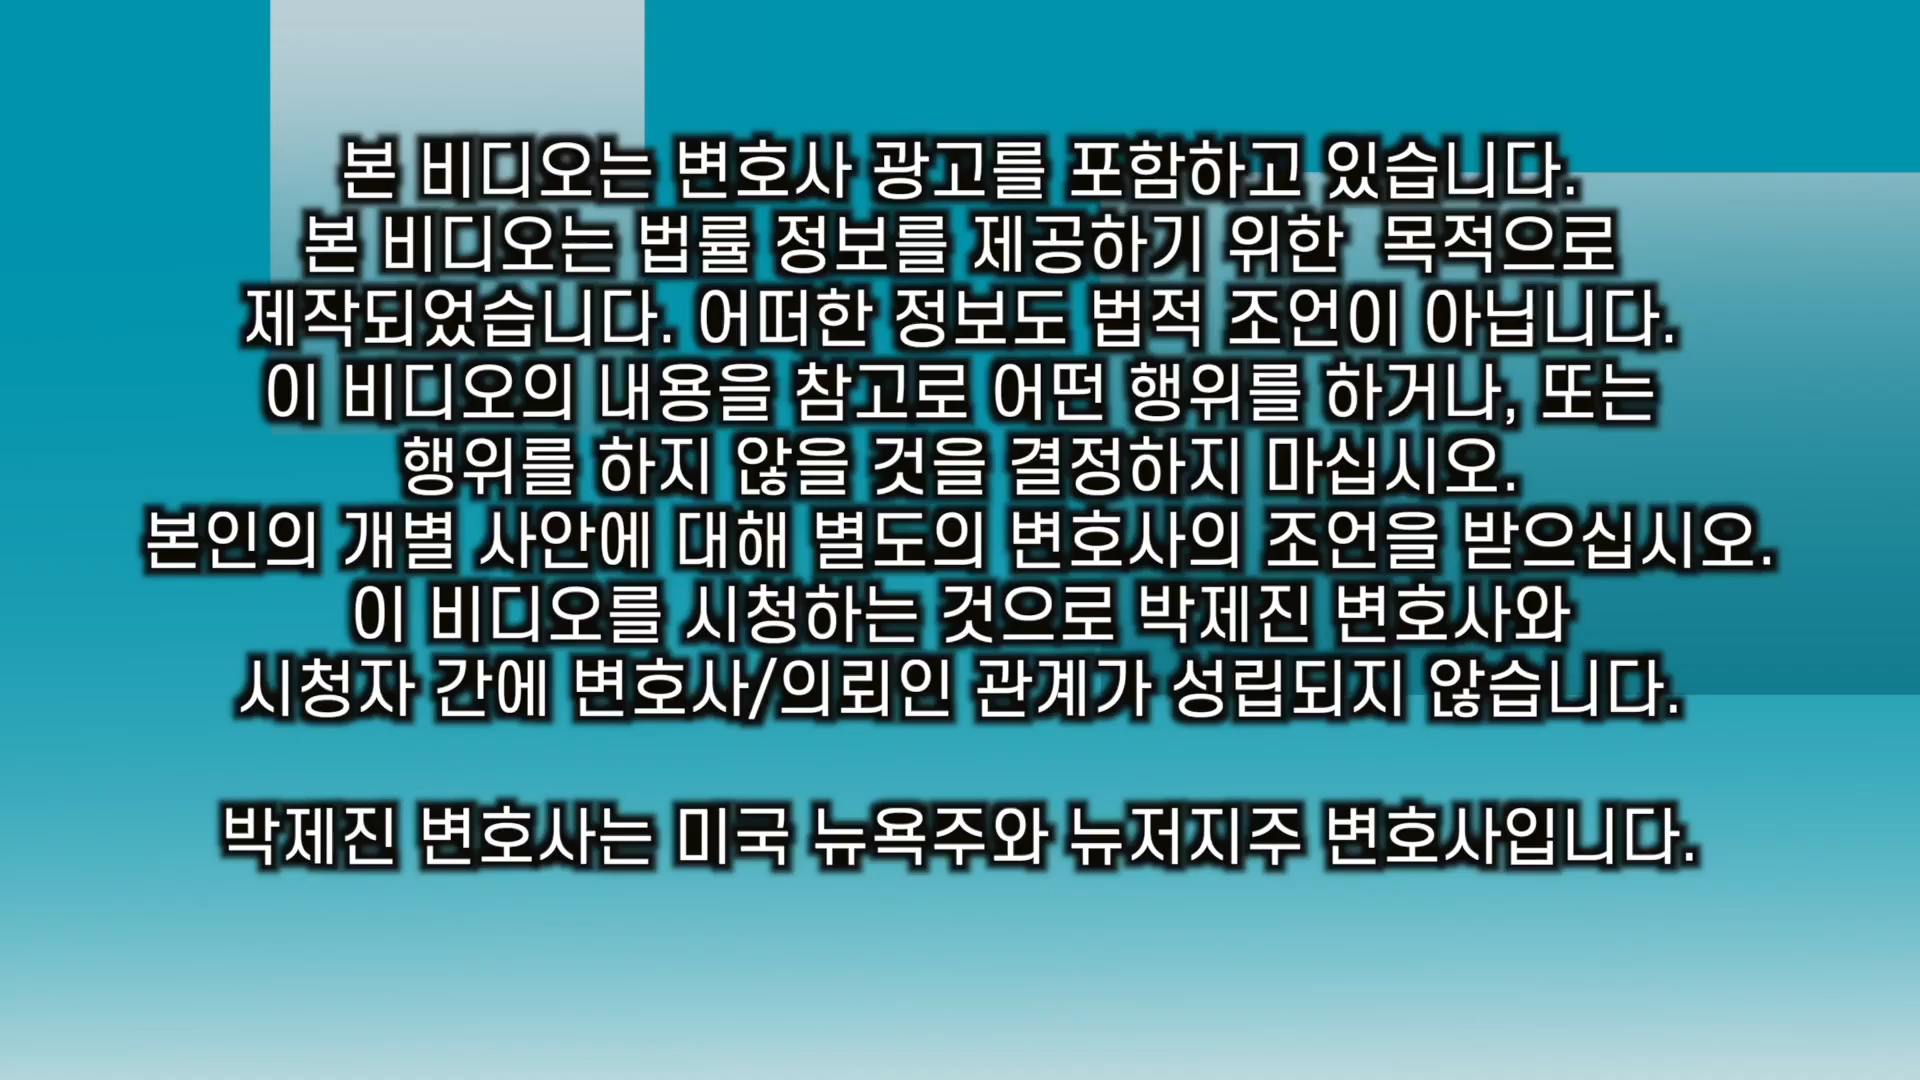 본 비디오는 변호사 광고를 포함하고 있습니다.
본 비디오는 법률 정보를 제공하기 위한 목적으로
제작되었습니다. 어떠한 정보도 법적 조언이 아닙니다.
이 비디오의 내용을 참고로 어떤 행위를 하거나, 또는
행위를 하지 않을 것을 결정하지 마십시오.
본인의 개별 사안에 대해 별도의 변호사의 조언을 받으십시오.
이 비디오를 시청하는 것으로 박제진 변호사와
시청자 간에 변호사/의뢰인 관계가 성립되지 않습니다.
박제진 변호사는 미국 뉴욕주와 뉴저지주 변호사입니다.